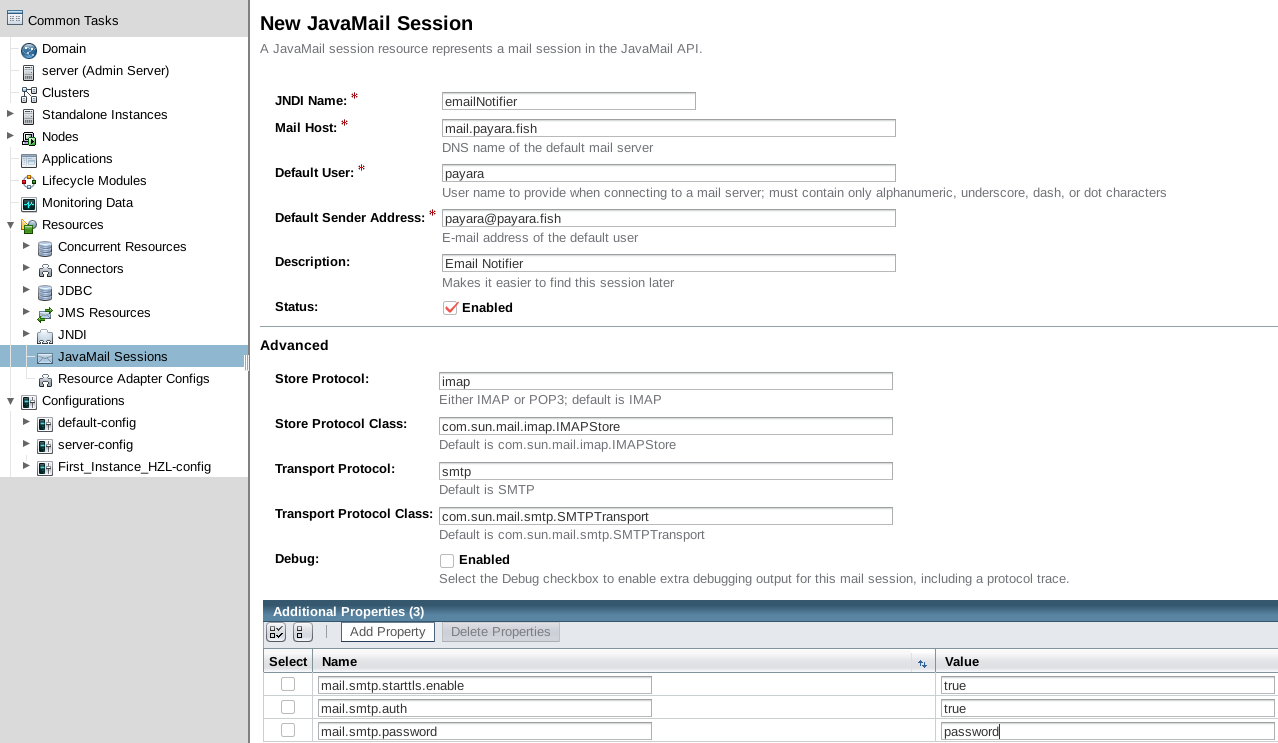 Common Tasks
Domain
server (Admin Server)
Clusters
Standalone Instances
Nodes
Applications
Lifecycle Modules
Monitoring Data
Resources
Concurrent Resources
Connectors
JDBC
JMS Resources
JNDI
JavaMail Sessions
Resource Adapter Configs
Configurations
default-config
server-config
First_Instance_HZL-config
New JavaMail Session
A JavaMail session resource represents a mail session in the JavaMail API.
JNDI Name: * emailNotifier
Mail Host: * mail.payara.fish
DNS name of the default mail server
Default User: * payara
User name to provide when connecting to a mail server; must contain only alphanumeric, underscore, dash, or dot characters
Default Sender Address: * payara@payara.fish
E-mail address of the default user
Description: Email Notifier
Makes it easier to find this session later
Status: Enabled
Advanced
Store Protocol: imap
Either IMAP or POP3; default is IMAP
Store Protocol Class: com.sun.mail.imap.IMAPStore
Default is com.sun.mail.imap.IMAPStore
Transport Protocol: smtp
Default is SMTP
Transport Protocol Class: com.sun.mail.smtp.SMTPTransport
Default is com.sun.mail.smtp.SMTPTransport
Debug: Enabled
Select the Debug checkbox to enable extra debugging output for this mail session, including a protocol trace.
Additional Properties (3)
Add Property Delete Properties
Select Name Value
mail.smtp.starttls.enable true
mail.smtp.auth true
mail.smtp.password password